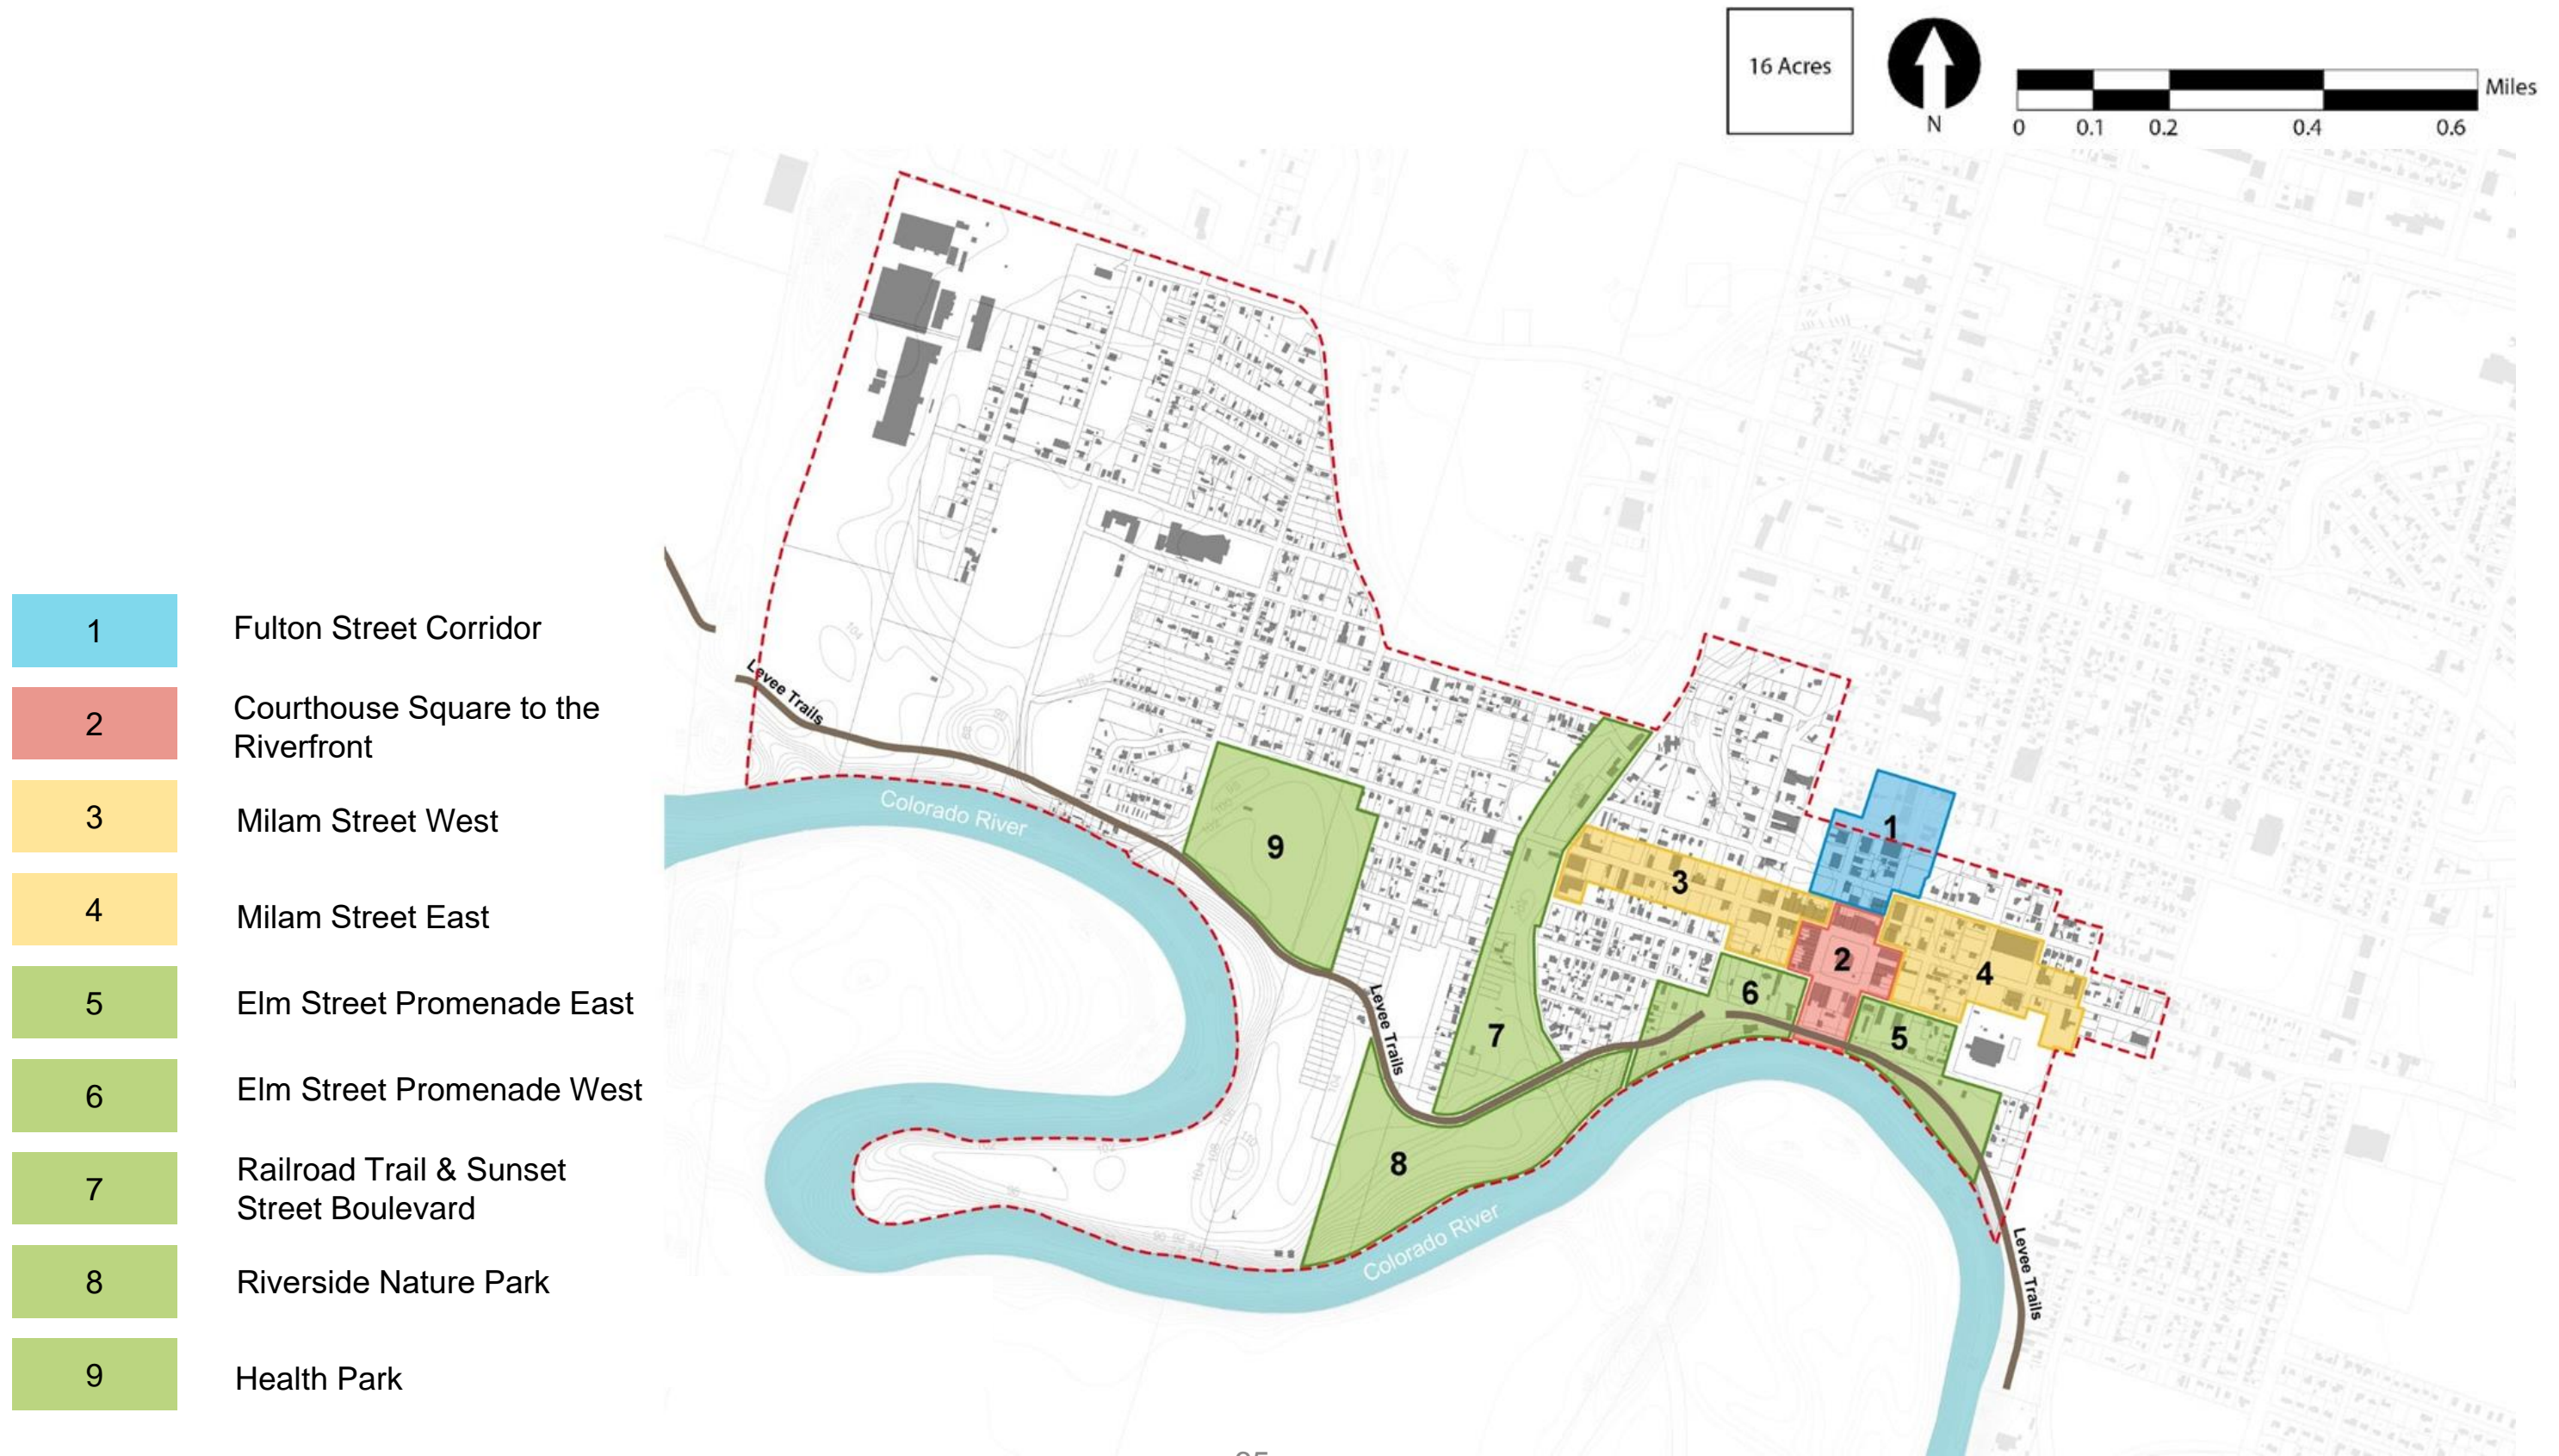 16 Acres
N
Miles
0 0.1 0.2 0.4 0.6
1 Fulton Street Corridor
2 Courthouse Square to the
Riverfront
3 Milam Street West
4 Milam Street East
5 Elm Street Promenade East
6 Elm Street Promenade West
7 Railroad Trail & Sunset
Street Boulevard
8 Riverside Nature Park
9 Health Park
Levee Trails
Colorado River
1
9
3
2
4
6
7
5
Levee Trails
8
Colorado River
Levee Trails